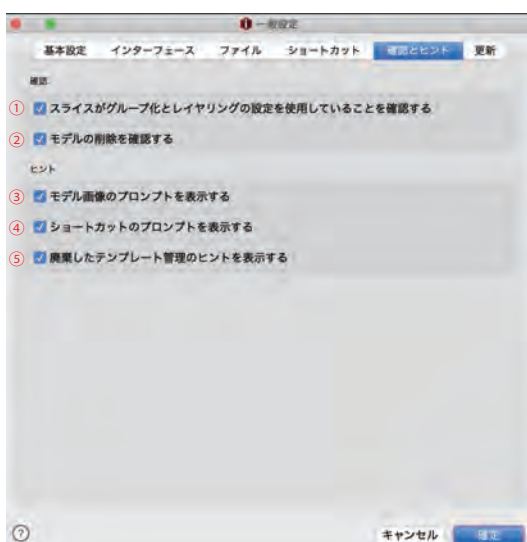 一般設定
基本設定 インターフェース ファイル ショートカット 確認とヒント 更新
確認
① スライスがグループ化とレイヤリングの設定を使用していることを確認する
② モデルの削除を確認する
ヒント
③ モデル画像のプロンプトを表示する
④ ショートカットのプロンプトを表示する
⑤ 廃棄したテンプレート管理のヒントを表示する
? キャンセル 確定